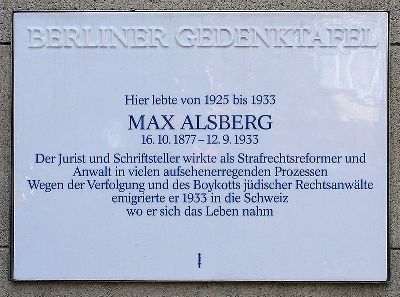 BERLINER GEDENKTAFEL
Hier lebte von 1925 bis 1933
MAX ALSBERG
16.10.1877 – 12.9.1933
Der Jurist und Schriftsteller wirkte als Strafrechtsreformer und
Anwalt in vielen aufsehenerregenden Prozessen
Wegen der Verfolgung und des Boykotts jüdischer Rechtsanwälte
emigrierte er 1933 in die Schweiz
wo er sich das Leben nahm